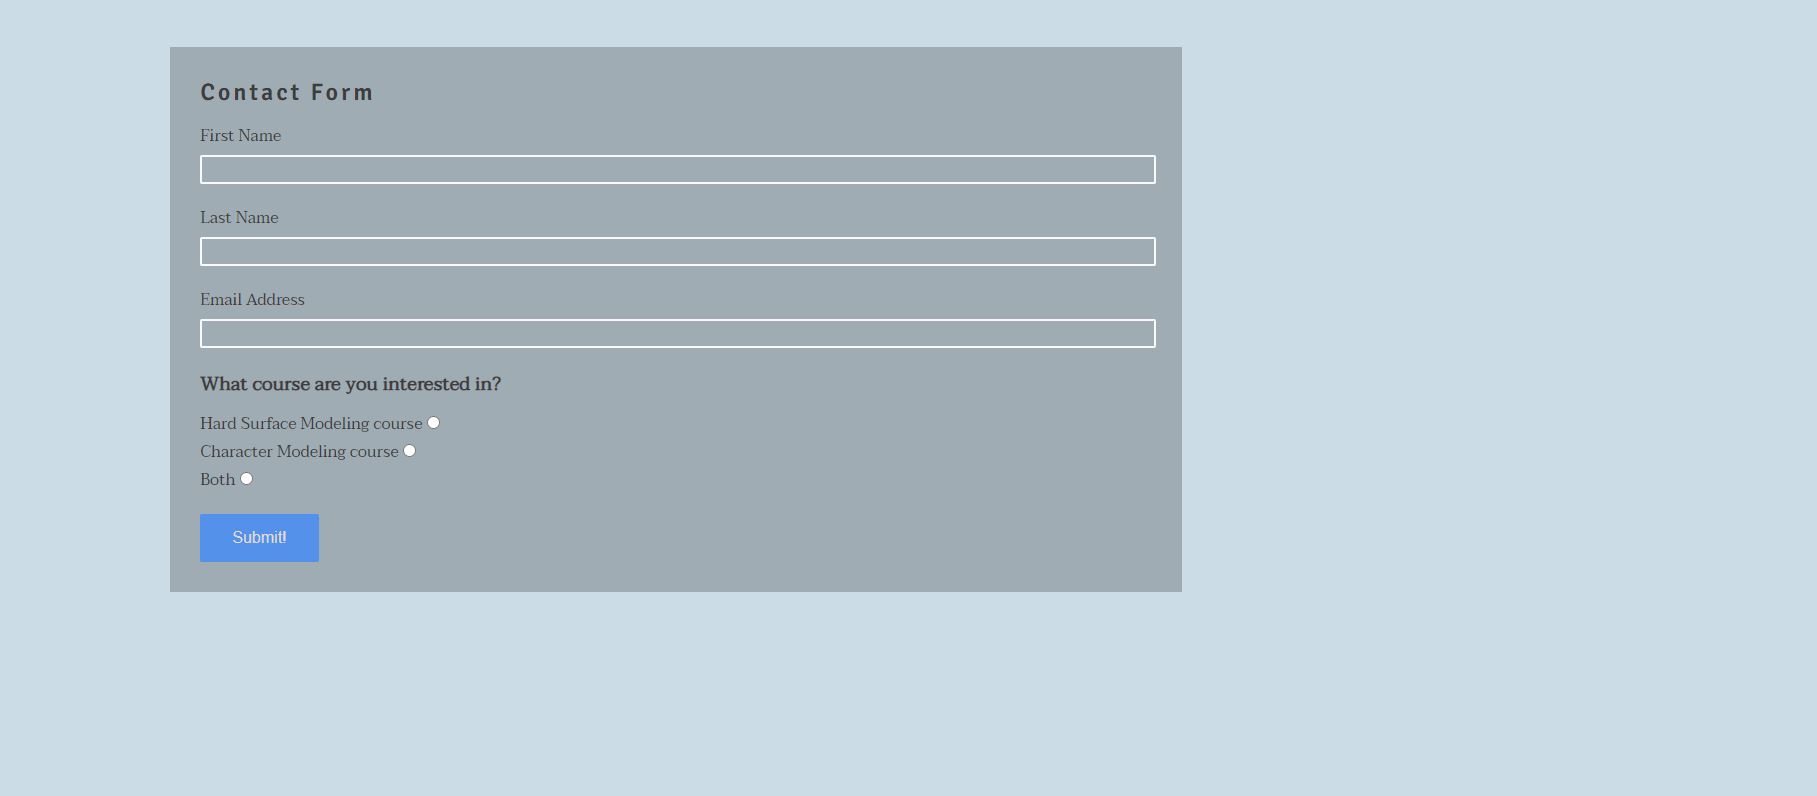 Contact Form
First Name
Last Name
Email Address
What course are you interested in?
Hard Surface Modeling course
Character Modeling course
Both
Submit!